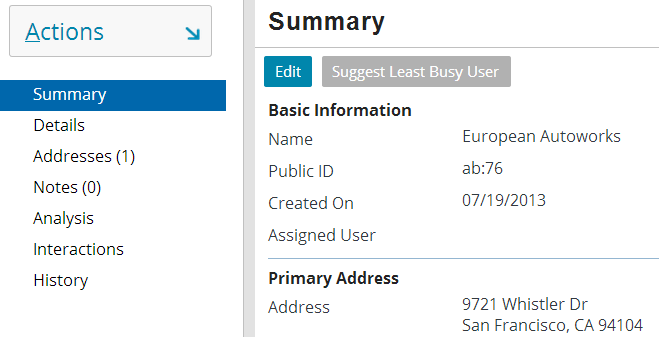 Actions
Summary
Details
Addresses (1)
Notes (0)
Analysis
Interactions
History
Summary
Edit Suggest Least Busy User
Basic Information
Name European Autoworks
Public ID ab:76
Created On 07/19/2013
Assigned User
Primary Address
Address 9721 Whistler Dr
San Francisco, CA 94104